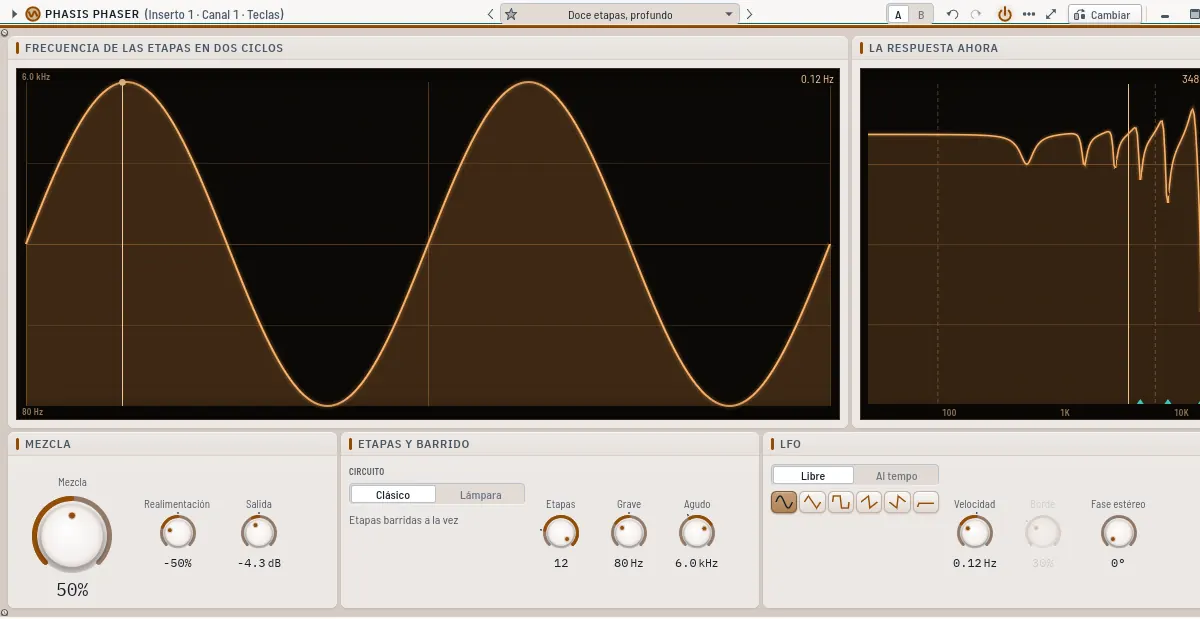 PHASIS PHASER (Inserto 1 · Canal 1 · Teclas)
Doce etapas, profundo
A B
Cambiar
FRECUENCIA DE LAS ETAPAS EN DOS CICLOS
6.0 kHz
0.12 Hz
80 Hz
LA RESPUESTA AHORA
348
100 1K 10K
MEZCLA
Mezcla
50%
Realimentación
-50%
Salida
-4.3 dB
ETAPAS Y BARRIDO
CIRCUITO
Clásico Lámpara
Etapas barridas a la vez
Etapas
12
Grave
80 Hz
Agudo
6.0 kHz
LFO
Libre Al tempo
Velocidad
0.12 Hz
Borde
30%
Fase estéreo
0°